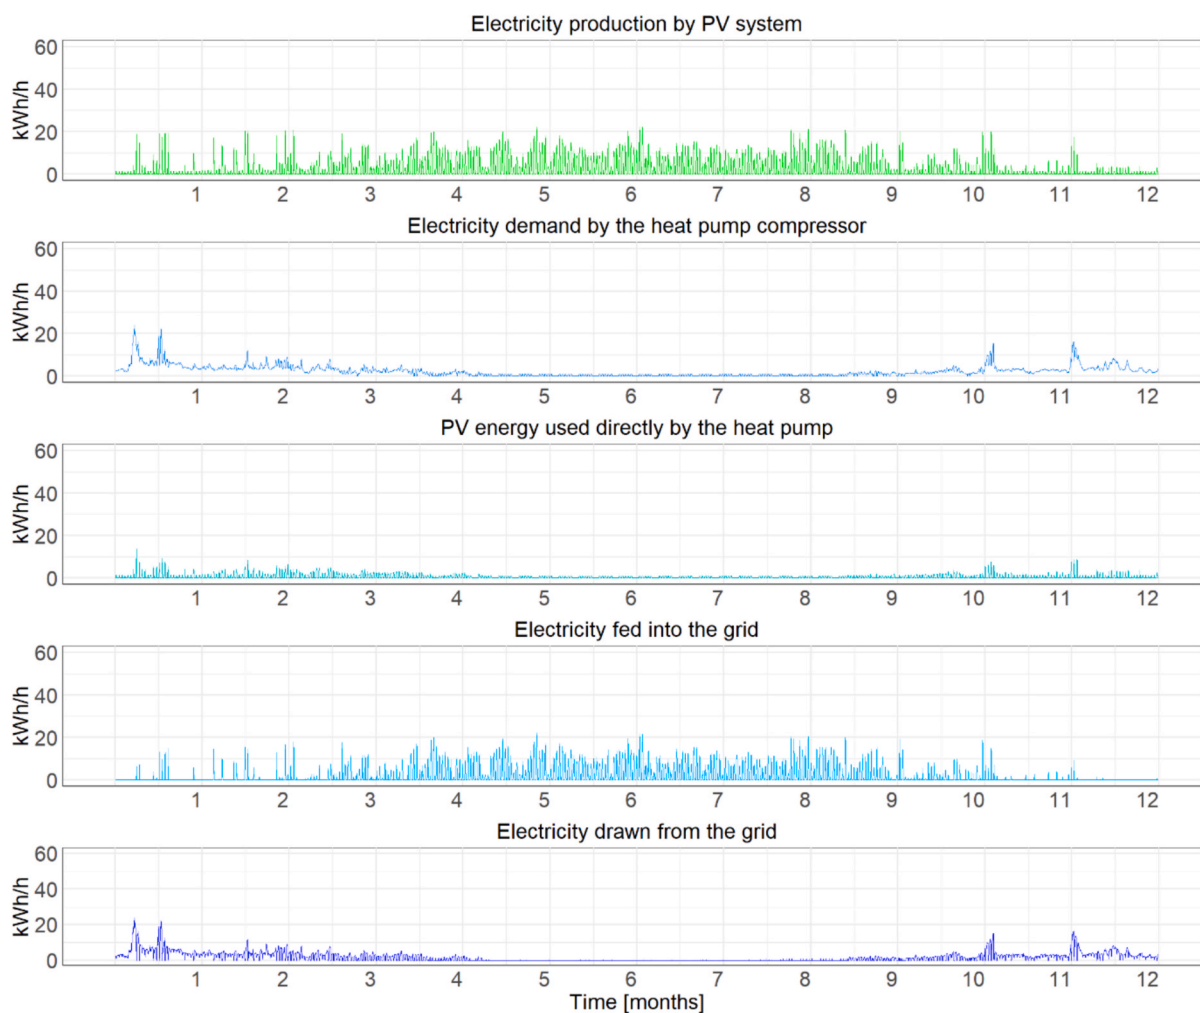 Electricity production by PV system
60
40
20
0
kWh/h
1 2 3 4 5 6 7 8 9 10 11 12
Electricity demand by the heat pump compressor
60
40
20
0
kWh/h
1 2 3 4 5 6 7 8 9 10 11 12
PV energy used directly by the heat pump
60
40
20
0
kWh/h
1 2 3 4 5 6 7 8 9 10 11 12
Electricity fed into the grid
60
40
20
0
kWh/h
1 2 3 4 5 6 7 8 9 10 11 12
Electricity drawn from the grid
60
40
20
0
kWh/h
1 2 3 4 5 6 7 8 9 10 11 12
Time [months]